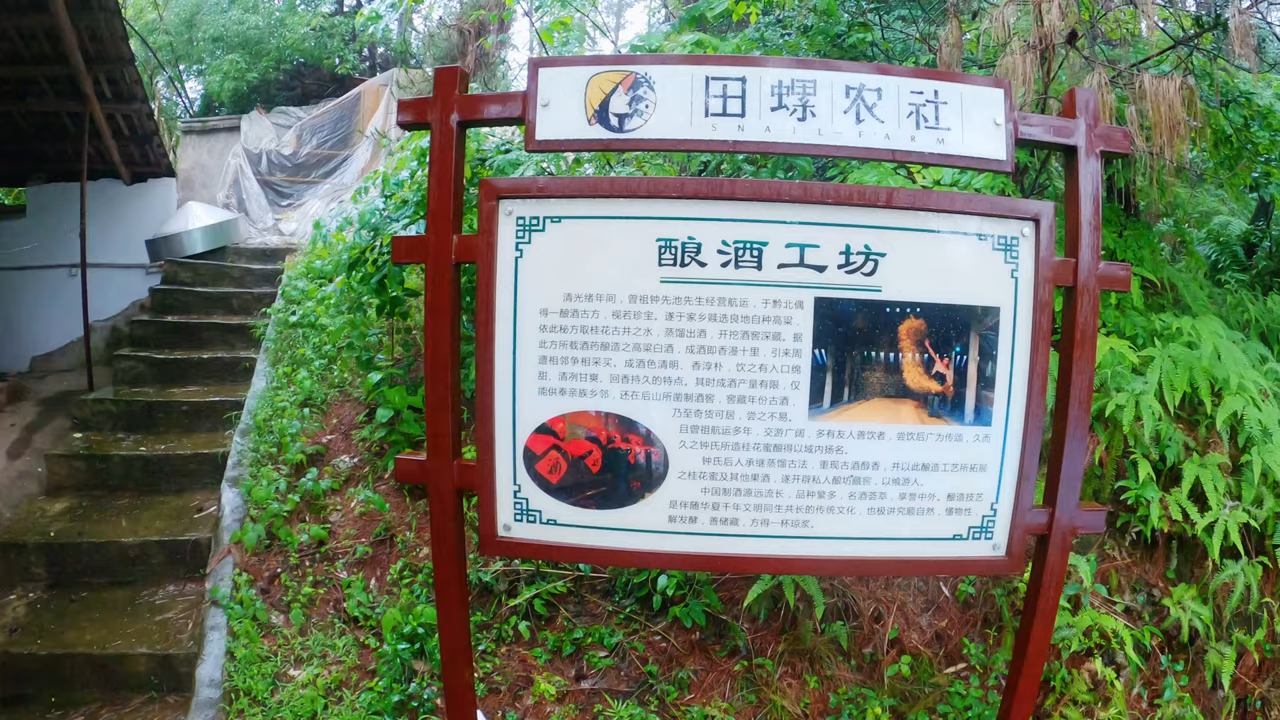 田螺农社
SNAIL FARM
酿酒工坊
清光绪年间，曾祖钟先池先生经营航运，于黔北偶
得一酿酒古方，视若珍宝。遂于家乡贱选良地自种高粱，
依此秘方取桂花古井之水，蒸馏出酒，开挖酒窖深藏。据
此方所载酒药酿造之高粱白酒，成酒即香漫十里，引来周
遭相邻争相采买。成酒色清明、香淳朴，饮之有入口绵
甜、清冽甘爽、回香持久的特点。其时成酒产量有限，仅
能供奉亲族乡邻，还在后山所凿制酒窖，窖藏年份古酒，
乃至奇货可居，尝之不易。
且曾祖航运多年，交游广阔，多有友人善饮者，尝饮后广为传颂，久而
久之钟氏所造桂花蜜酿得以域内扬名。
钟氏后人承继蒸馏古法，重现古酒醇香，并以此酿造工艺所拓展
之桂花蜜及其他果酒，遂开辟私人酿坊藏窖，以飨游人。
中国制酒源远流长，品种繁多，名酒荟萃，享誉中外。酿造技艺
是伴随华夏千年文明同生共长的传统文化，也极讲究顺自然，懂物性，
解发酵，善储藏，方得一杯琼浆。
酒